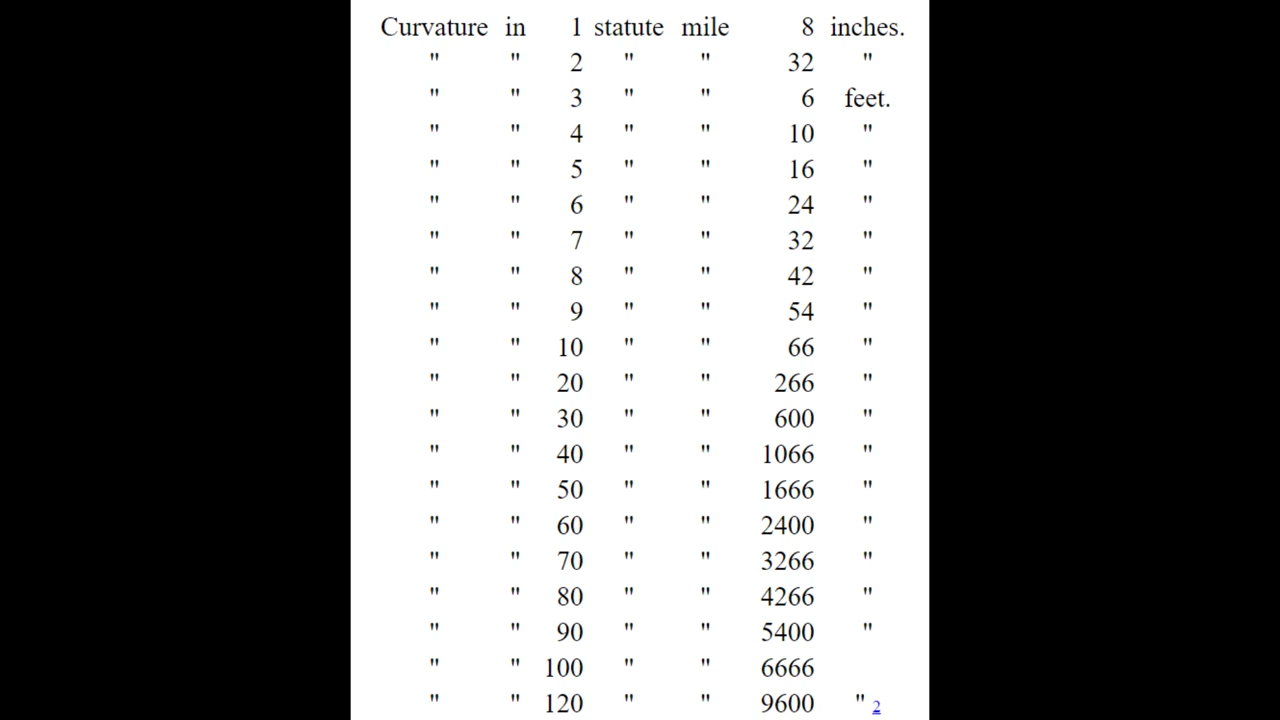 Curvature in 1 statute mile 8 inches.
" " 2 " " 32 "
" " 3 " " 6 feet.
" " 4 " " 10 "
" " 5 " " 16 "
" " 6 " " 24 "
" " 7 " " 32 "
" " 8 " " 42 "
" " 9 " " 54 "
" " 10 " " 66 "
" " 20 " " 266 "
" " 30 " " 600 "
" " 40 " " 1066 "
" " 50 " " 1666 "
" " 60 " " 2400 "
" " 70 " " 3266 "
" " 80 " " 4266 "
" " 90 " " 5400 "
" " 100 " " 6666
" " 120 " " 9600 " 2